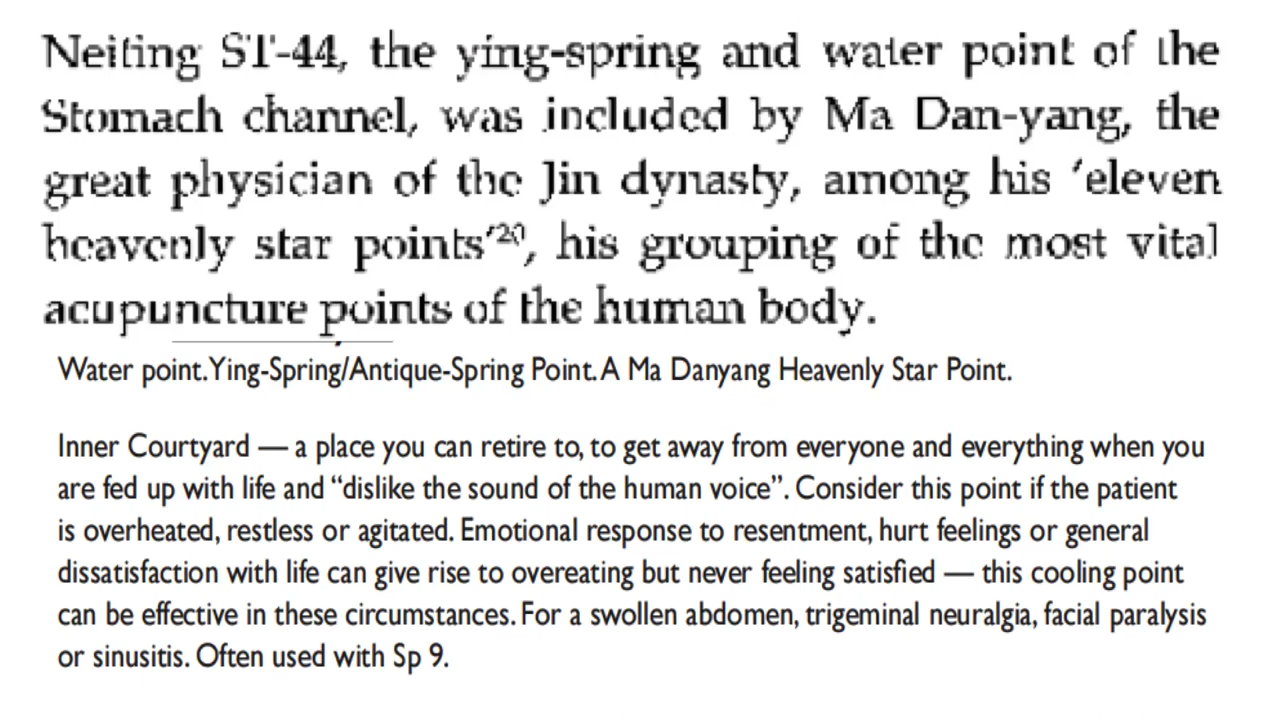 Neiting ST-44, the ying-spring and water point of the
Stomach channel, was included by Ma Dan-yang, the
great physician of the Jin dynasty, among his ‘eleven
heavenly star points’²⁰, his grouping of the most vital
acupuncture points of the human body.
Water point. Ying-Spring/Antique-Spring Point. A Ma Danyang Heavenly Star Point.
Inner Courtyard — a place you can retire to, to get away from everyone and everything when you
are fed up with life and “dislike the sound of the human voice”. Consider this point if the patient
is overheated, restless or agitated. Emotional response to resentment, hurt feelings or general
dissatisfaction with life can give rise to overeating but never feeling satisfied — this cooling point
can be effective in these circumstances. For a swollen abdomen, trigeminal neuralgia, facial paralysis
or sinusitis. Often used with Sp 9.